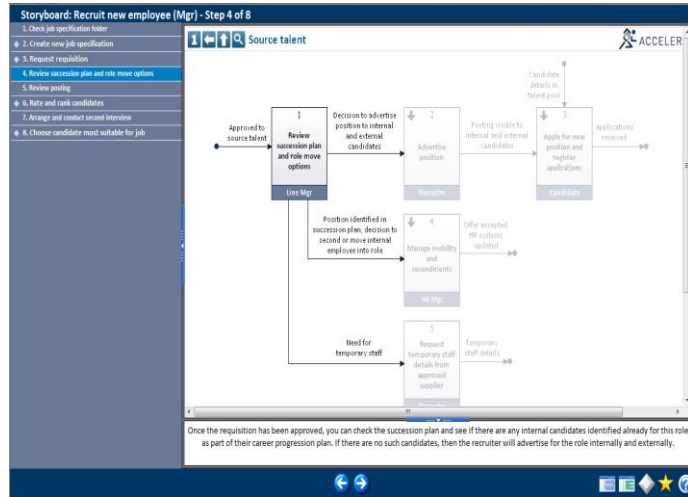 Storyboard: Recruit new employee (Mgr) - Step 4 of 8
1. Check job specification folder
2. Create new job specification
3. Request requisition
4. Review succession plan and role move options
5. Review posting
6. Rate and rank candidates
7. Arrange and conduct second interview
8. Choose candidate most suitable for job
1 Source talent
ACCELER
Candidate
details in
talent pool
Approved to
source talent
1
Review
succession plan
and role move
options
Line Mgr
Decision to advertise
position to internal
and external
candidates
2
Advertise
position
Recruiter
Posting visible
to internal and external
candidates
3
Apply for new
position and
register
applications
Candidate
Applications
received
Position identified in
succession plan, decision to
second or move internal
employee into role
4
Manage mobility
and
secondments
HR Mgr
Offer accepted,
HR systems
updated
Need for
temporary staff
5
Request
temporary staff
details from
approved
supplier
Recruiter
Temporary
staff details
Once the requisition has been approved, you can check the succession plan and see if there are any internal candidates identified already for this role
as part of their career progression plan. If there are no such candidates, then the recruiter will advertise for the role internally and externally.